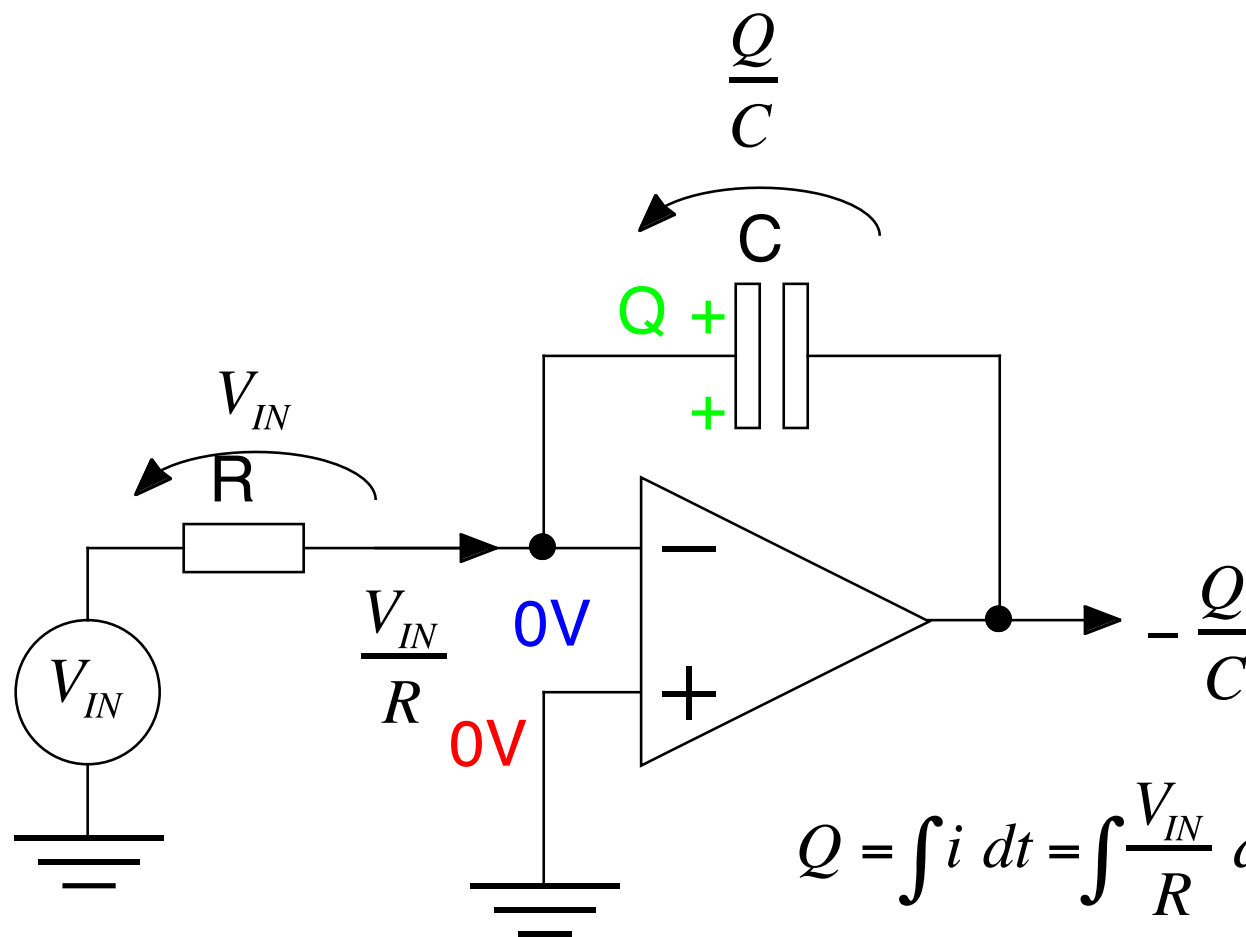 Q
C
C
Q +
+
V_IN
R
−
V_IN
R
0V
V_IN
+
0V
− Q
C
Q = ∫ i dt = ∫ V_IN
R